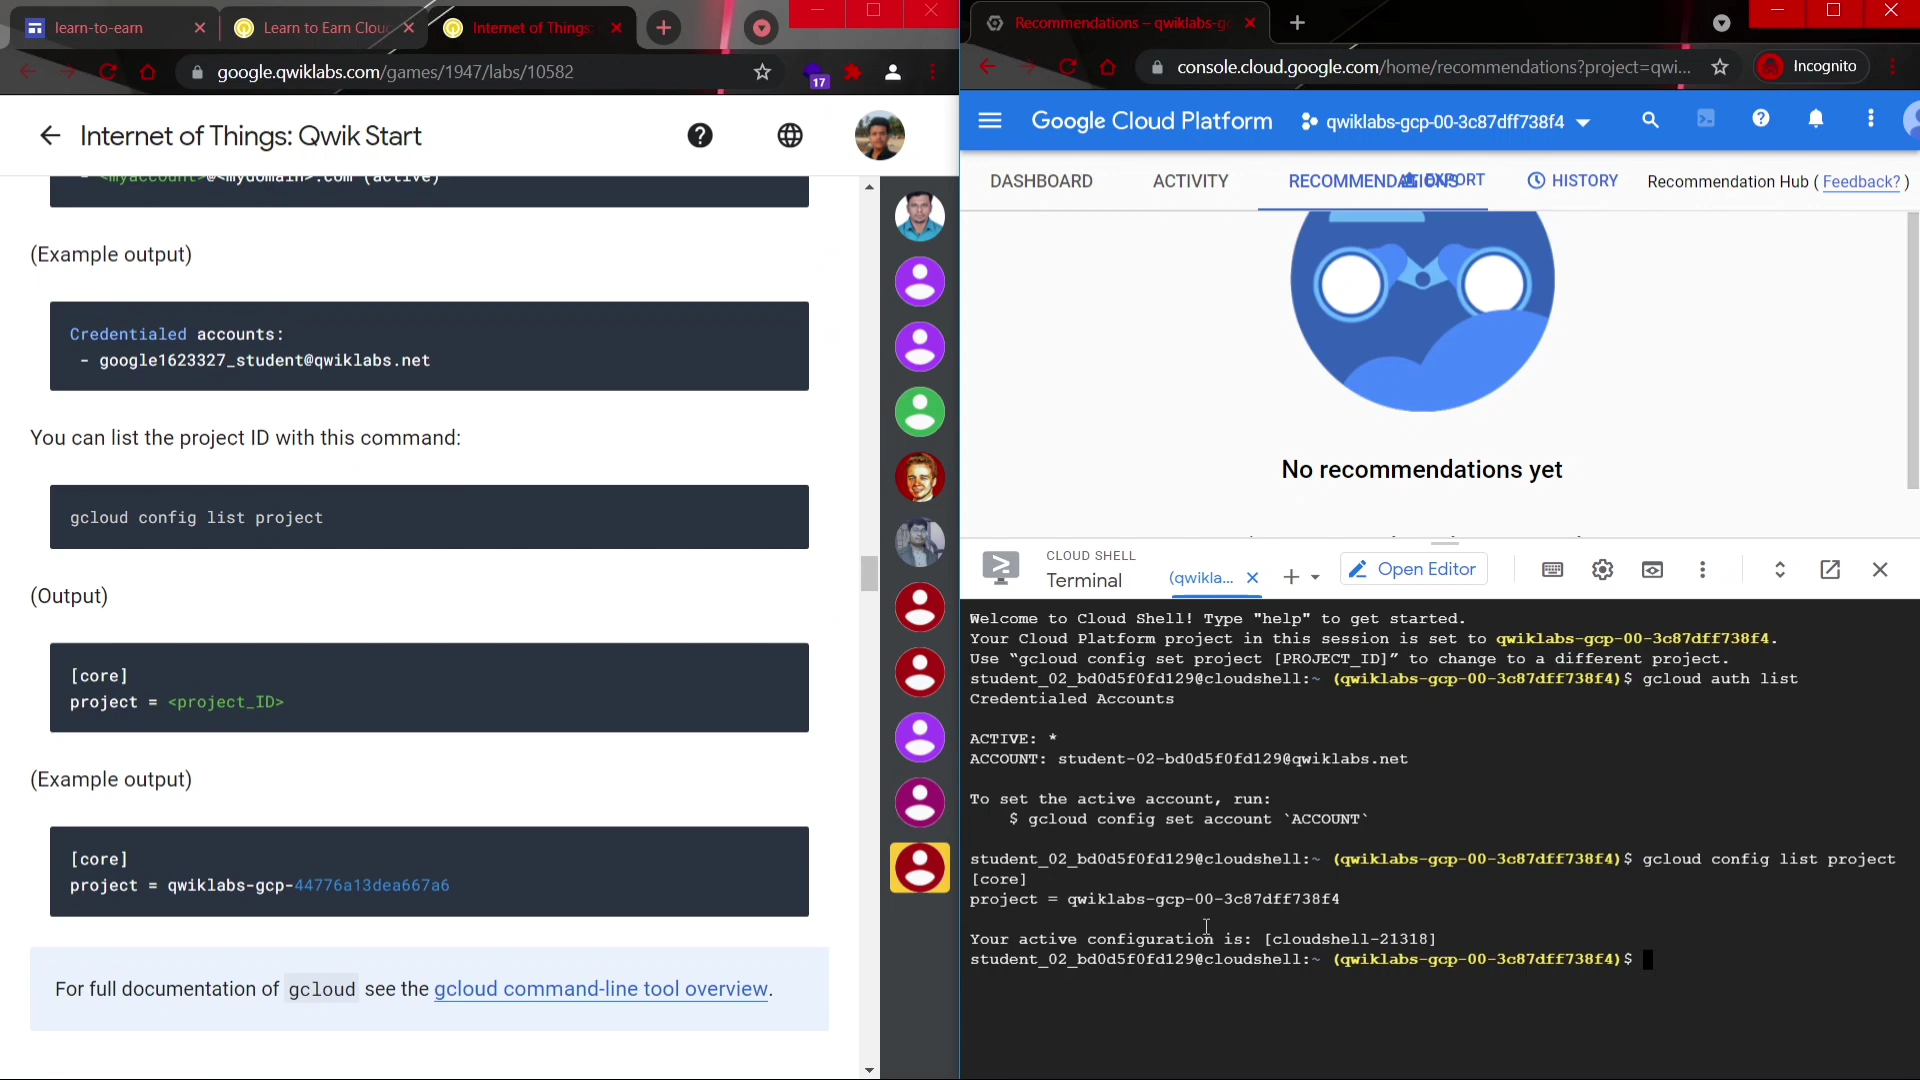 learn-to-earn
Learn to Earn Clou
Internet of Things:
google.qwiklabs.com/games/1947/labs/10582
17
Internet of Things: Qwik Start
- <myaccount>@<mydomain>.com (active)
(Example output)
Credentialed accounts:
- google1623327_student@qwiklabs.net
You can list the project ID with this command:
gcloud config list project
(Output)
[core]
project = <project_ID>
(Example output)
[core]
project = qwiklabs-gcp-44776a13dea667a6
For full documentation of gcloud see the gcloud command-line tool overview.
Recommendations – qwiklabs-g
console.cloud.google.com/home/recommendations?project=qwi...
Incognito
Google Cloud Platform
qwiklabs-gcp-00-3c87dff738f4
DASHBOARD
ACTIVITY
RECOMMENDATIONS
EXPORT
HISTORY
Recommendation Hub ( Feedback? )
No recommendations yet
CLOUD SHELL
Terminal
(qwikla...
Open Editor
Welcome to Cloud Shell! Type "help" to get started.
Your Cloud Platform project in this session is set to qwiklabs-gcp-00-3c87dff738f4.
Use “gcloud config set project [PROJECT_ID]” to change to a different project.
student_02_bd0d5f0fd129@cloudshell:~ (qwiklabs-gcp-00-3c87dff738f4)$ gcloud auth list
Credentialed Accounts
ACTIVE: *
ACCOUNT: student-02-bd0d5f0fd129@qwiklabs.net
To set the active account, run:
$ gcloud config set account `ACCOUNT`
student_02_bd0d5f0fd129@cloudshell:~ (qwiklabs-gcp-00-3c87dff738f4)$ gcloud config list project
[core]
project = qwiklabs-gcp-00-3c87dff738f4
Your active configuration is: [cloudshell-21318]
student_02_bd0d5f0fd129@cloudshell:~ (qwiklabs-gcp-00-3c87dff738f4)$